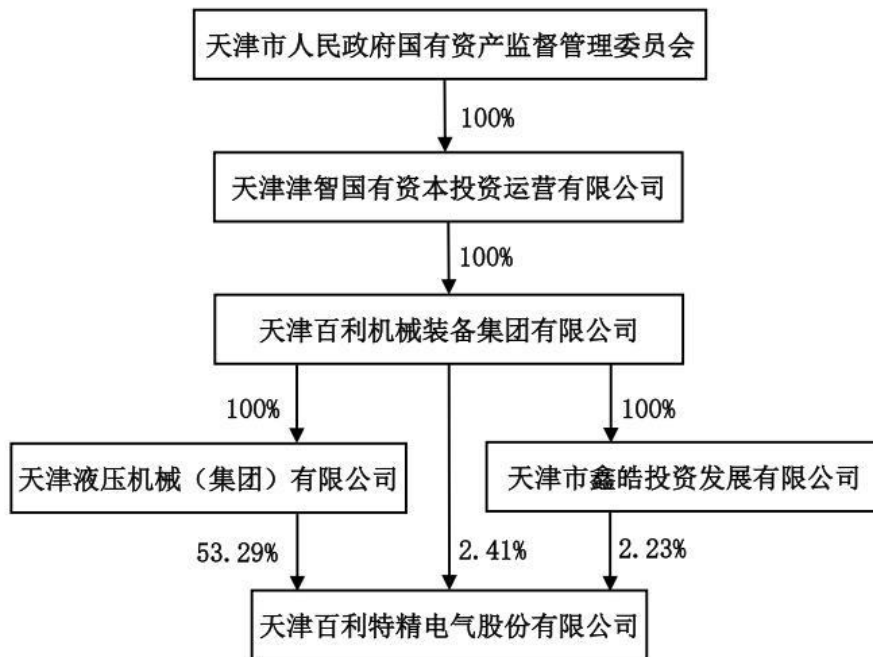 天津市人民政府国有资产监督管理委员会
100%
天津津智国有资本投资运营有限公司
100%
天津百利机械装备集团有限公司
100%
100%
天津液压机械（集团）有限公司
天津市鑫皓投资发展有限公司
53.29%
2.41%
2.23%
天津百利特精电气股份有限公司